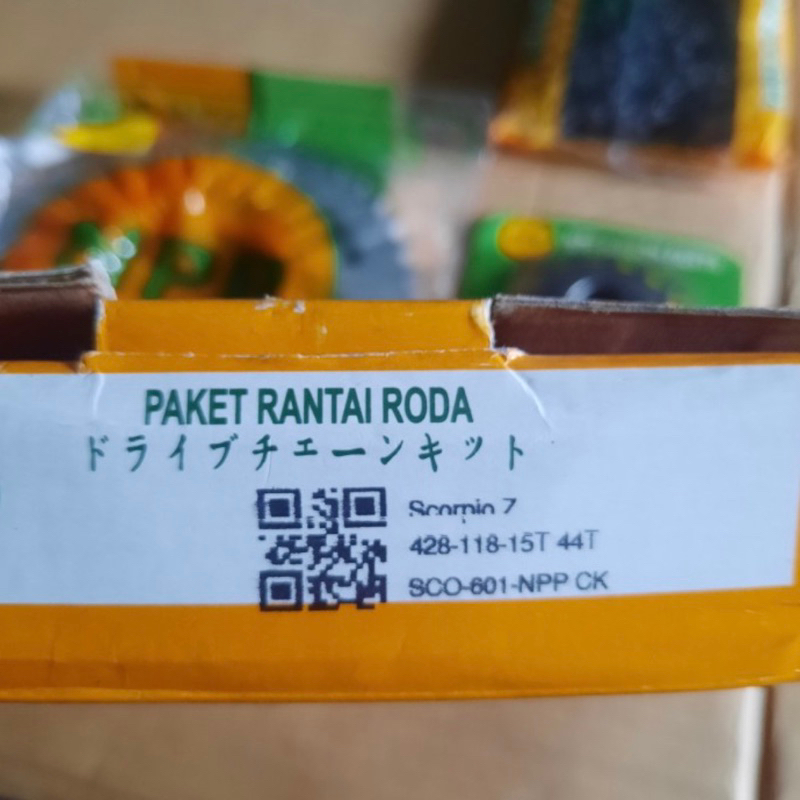 PAKET RANTAI RODA
ドライブチェーンキット
Scorpio Z
428-118-15T 44T
SCO-601-NPP CK